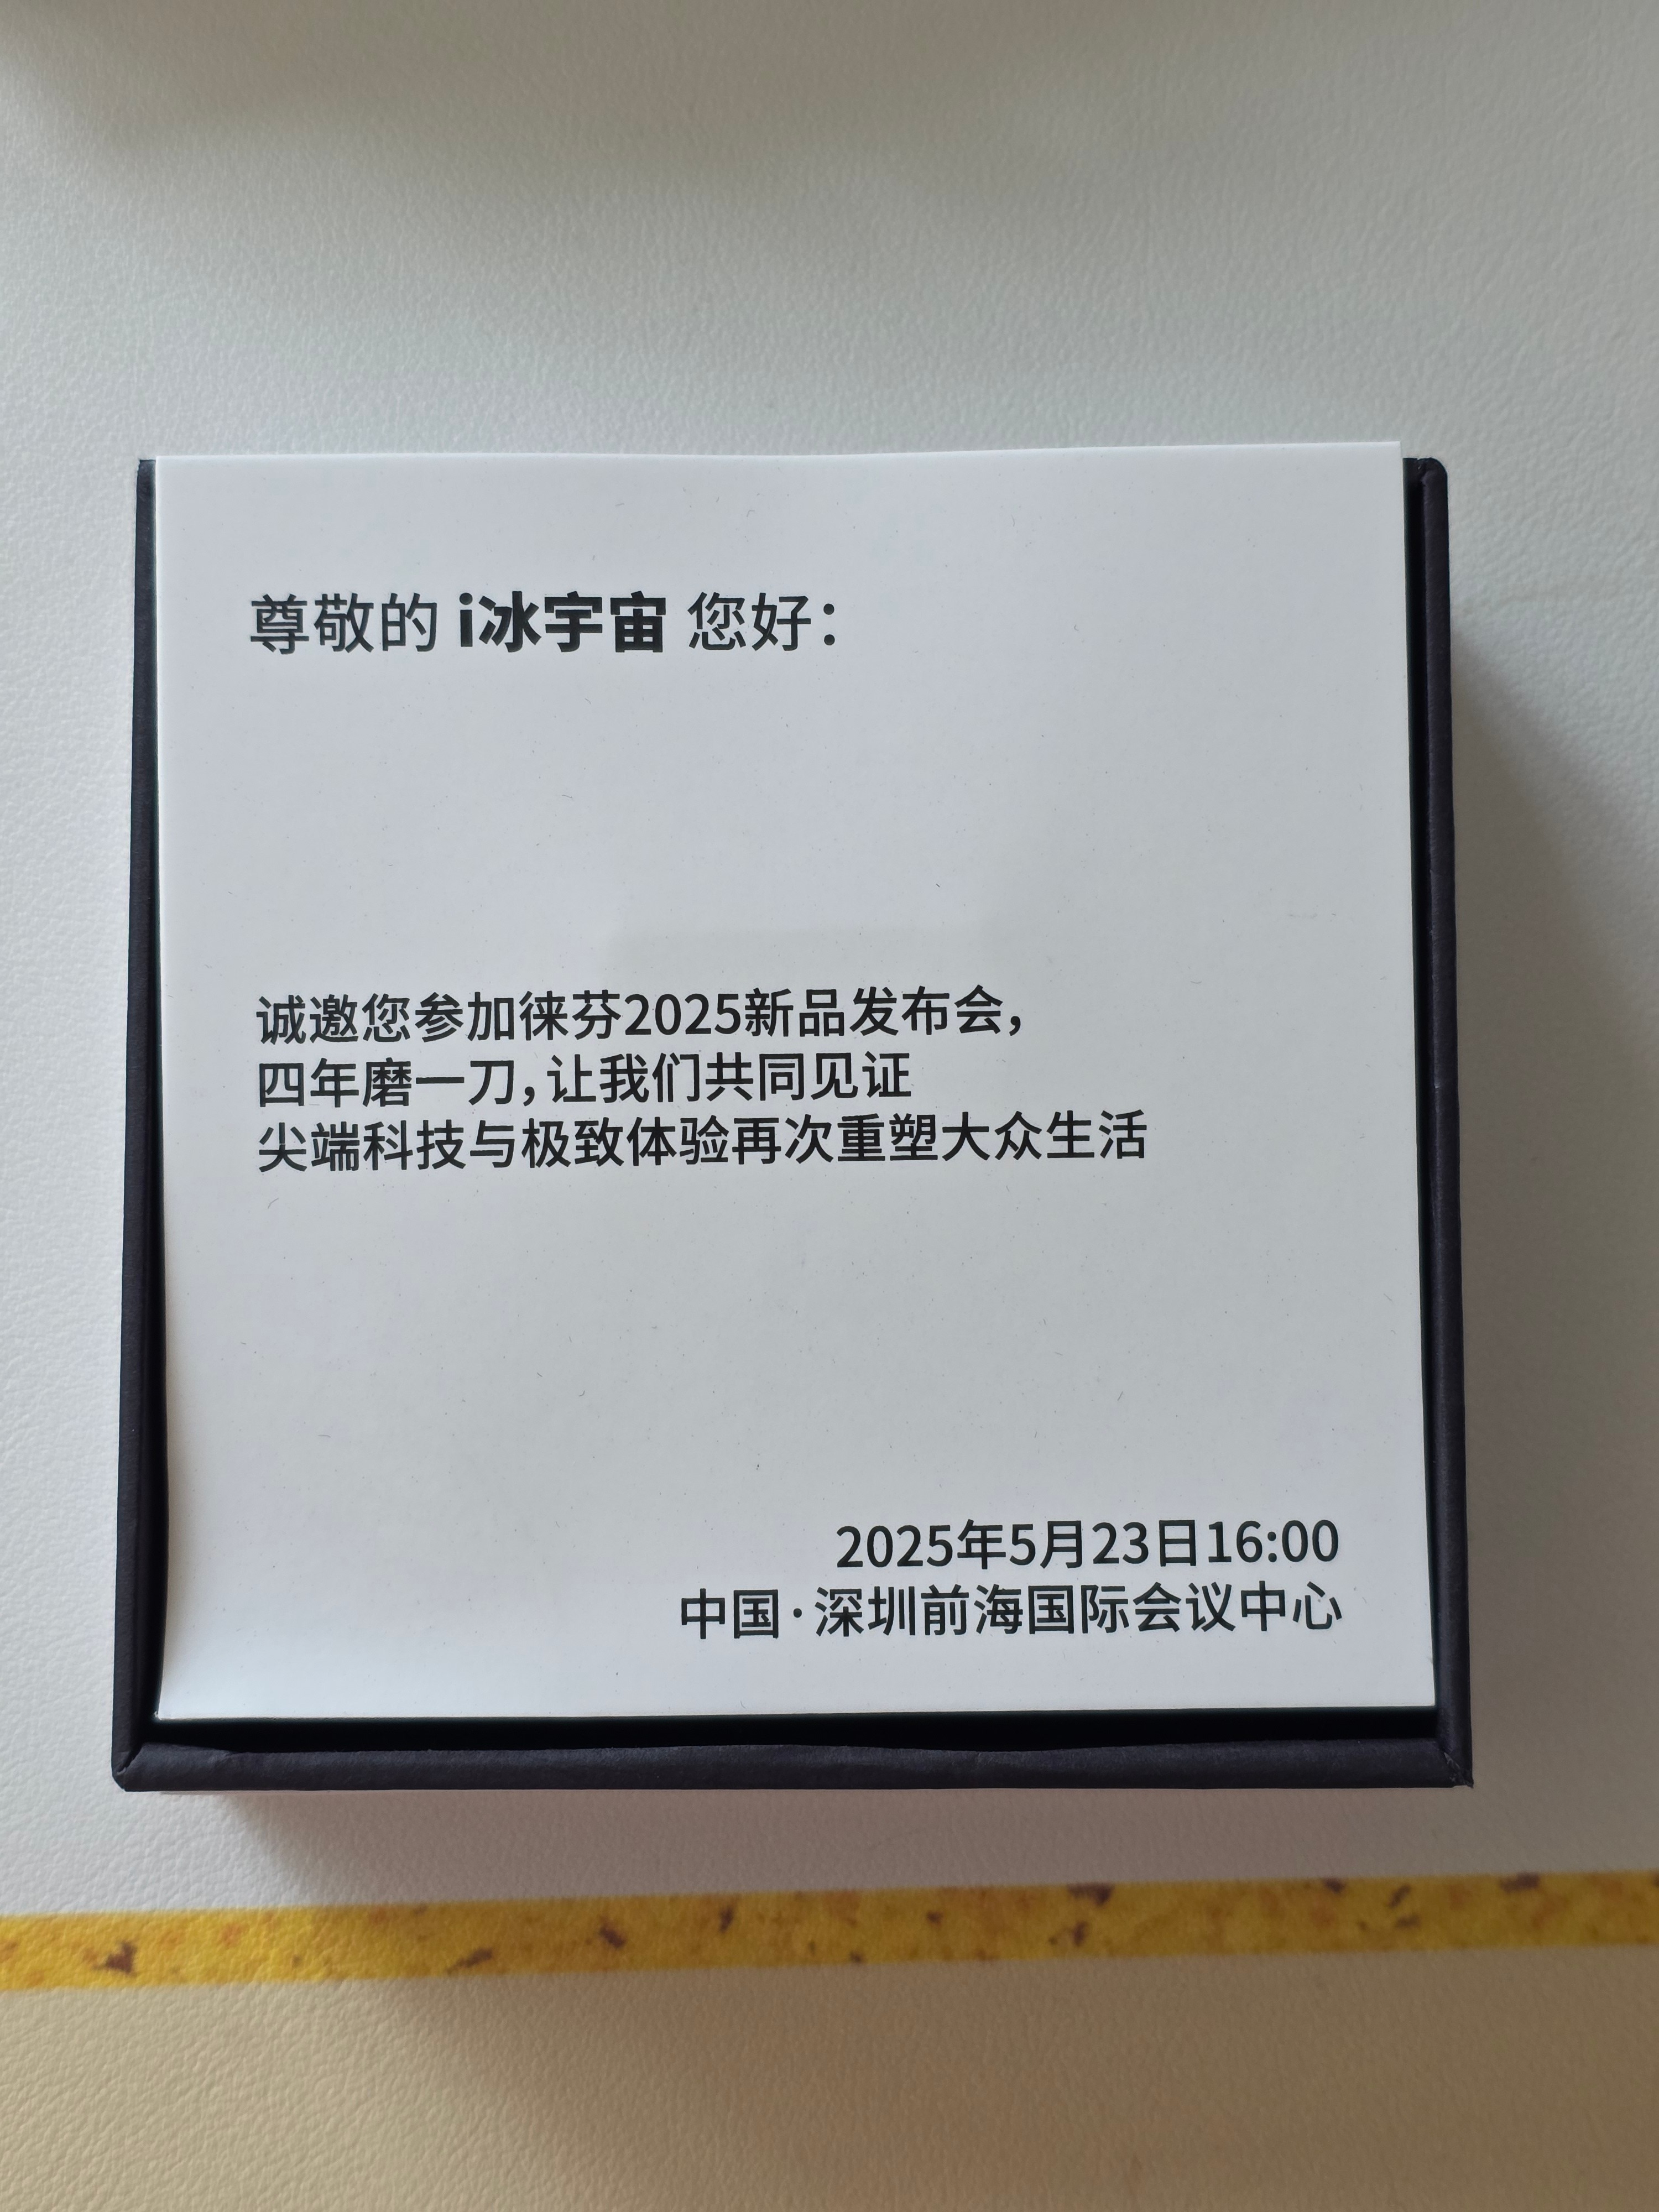 尊敬的 i冰宇宙 您好：
诚邀您参加徕芬2025新品发布会，
四年磨一刀，让我们共同见证
尖端科技与极致体验再次重塑大众生活
2025年5月23日16:00
中国·深圳前海国际会议中心